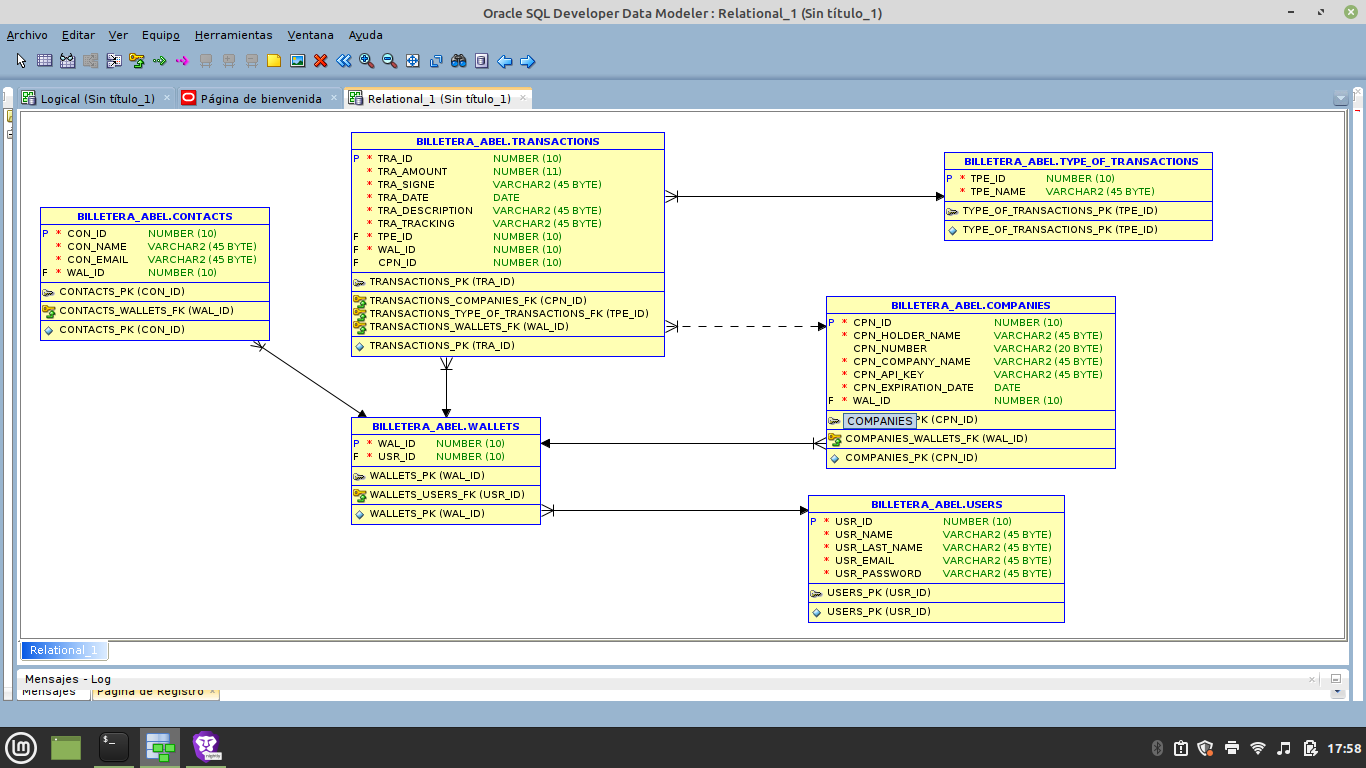 Oracle SQL Developer Data Modeler : Relational_1 (Sin título_1)
Archivo Editar Ver Equipo Herramientas Ventana Ayuda
Logical (Sin título_1)
Página de bienvenida
Relational_1 (Sin título_1)
BILLETERA_ABEL.CONTACTS
P * CON_ID NUMBER (10)
* CON_NAME VARCHAR2 (45 BYTE)
* CON_EMAIL VARCHAR2 (45 BYTE)
F * WAL_ID NUMBER (10)
CONTACTS_PK (CON_ID)
CONTACTS_WALLETS_FK (WAL_ID)
CONTACTS_PK (CON_ID)
BILLETERA_ABEL.TRANSACTIONS
P * TRA_ID NUMBER (10)
* TRA_AMOUNT NUMBER (11)
* TRA_SIGNE VARCHAR2 (45 BYTE)
* TRA_DATE DATE
* TRA_DESCRIPTION VARCHAR2 (45 BYTE)
* TRA_TRACKING VARCHAR2 (45 BYTE)
F * TPE_ID NUMBER (10)
F * WAL_ID NUMBER (10)
F CPN_ID NUMBER (10)
TRANSACTIONS_PK (TRA_ID)
TRANSACTIONS_COMPANIES_FK (CPN_ID)
TRANSACTIONS_TYPE_OF_TRANSACTIONS_FK (TPE_ID)
TRANSACTIONS_WALLETS_FK (WAL_ID)
TRANSACTIONS_PK (TRA_ID)
BILLETERA_ABEL.TYPE_OF_TRANSACTIONS
P * TPE_ID NUMBER (10)
* TPE_NAME VARCHAR2 (45 BYTE)
TYPE_OF_TRANSACTIONS_PK (TPE_ID)
TYPE_OF_TRANSACTIONS_PK (TPE_ID)
BILLETERA_ABEL.COMPANIES
P * CPN_ID NUMBER (10)
* CPN_HOLDER_NAME VARCHAR2 (45 BYTE)
CPN_NUMBER VARCHAR2 (20 BYTE)
* CPN_COMPANY_NAME VARCHAR2 (45 BYTE)
* CPN_API_KEY VARCHAR2 (45 BYTE)
* CPN_EXPIRATION_DATE DATE
F * WAL_ID NUMBER (10)
COMPANIES PK (CPN_ID)
COMPANIES_WALLETS_FK (WAL_ID)
COMPANIES_PK (CPN_ID)
BILLETERA_ABEL.WALLETS
P * WAL_ID NUMBER (10)
F * USR_ID NUMBER (10)
WALLETS_PK (WAL_ID)
WALLETS_USERS_FK (USR_ID)
WALLETS_PK (WAL_ID)
BILLETERA_ABEL.USERS
P * USR_ID NUMBER (10)
* USR_NAME VARCHAR2 (45 BYTE)
* USR_LAST_NAME VARCHAR2 (45 BYTE)
* USR_EMAIL VARCHAR2 (45 BYTE)
* USR_PASSWORD VARCHAR2 (45 BYTE)
USERS_PK (USR_ID)
USERS_PK (USR_ID)
Relational_1
Mensajes - Log
Mensajes
Página de Registro
17:58